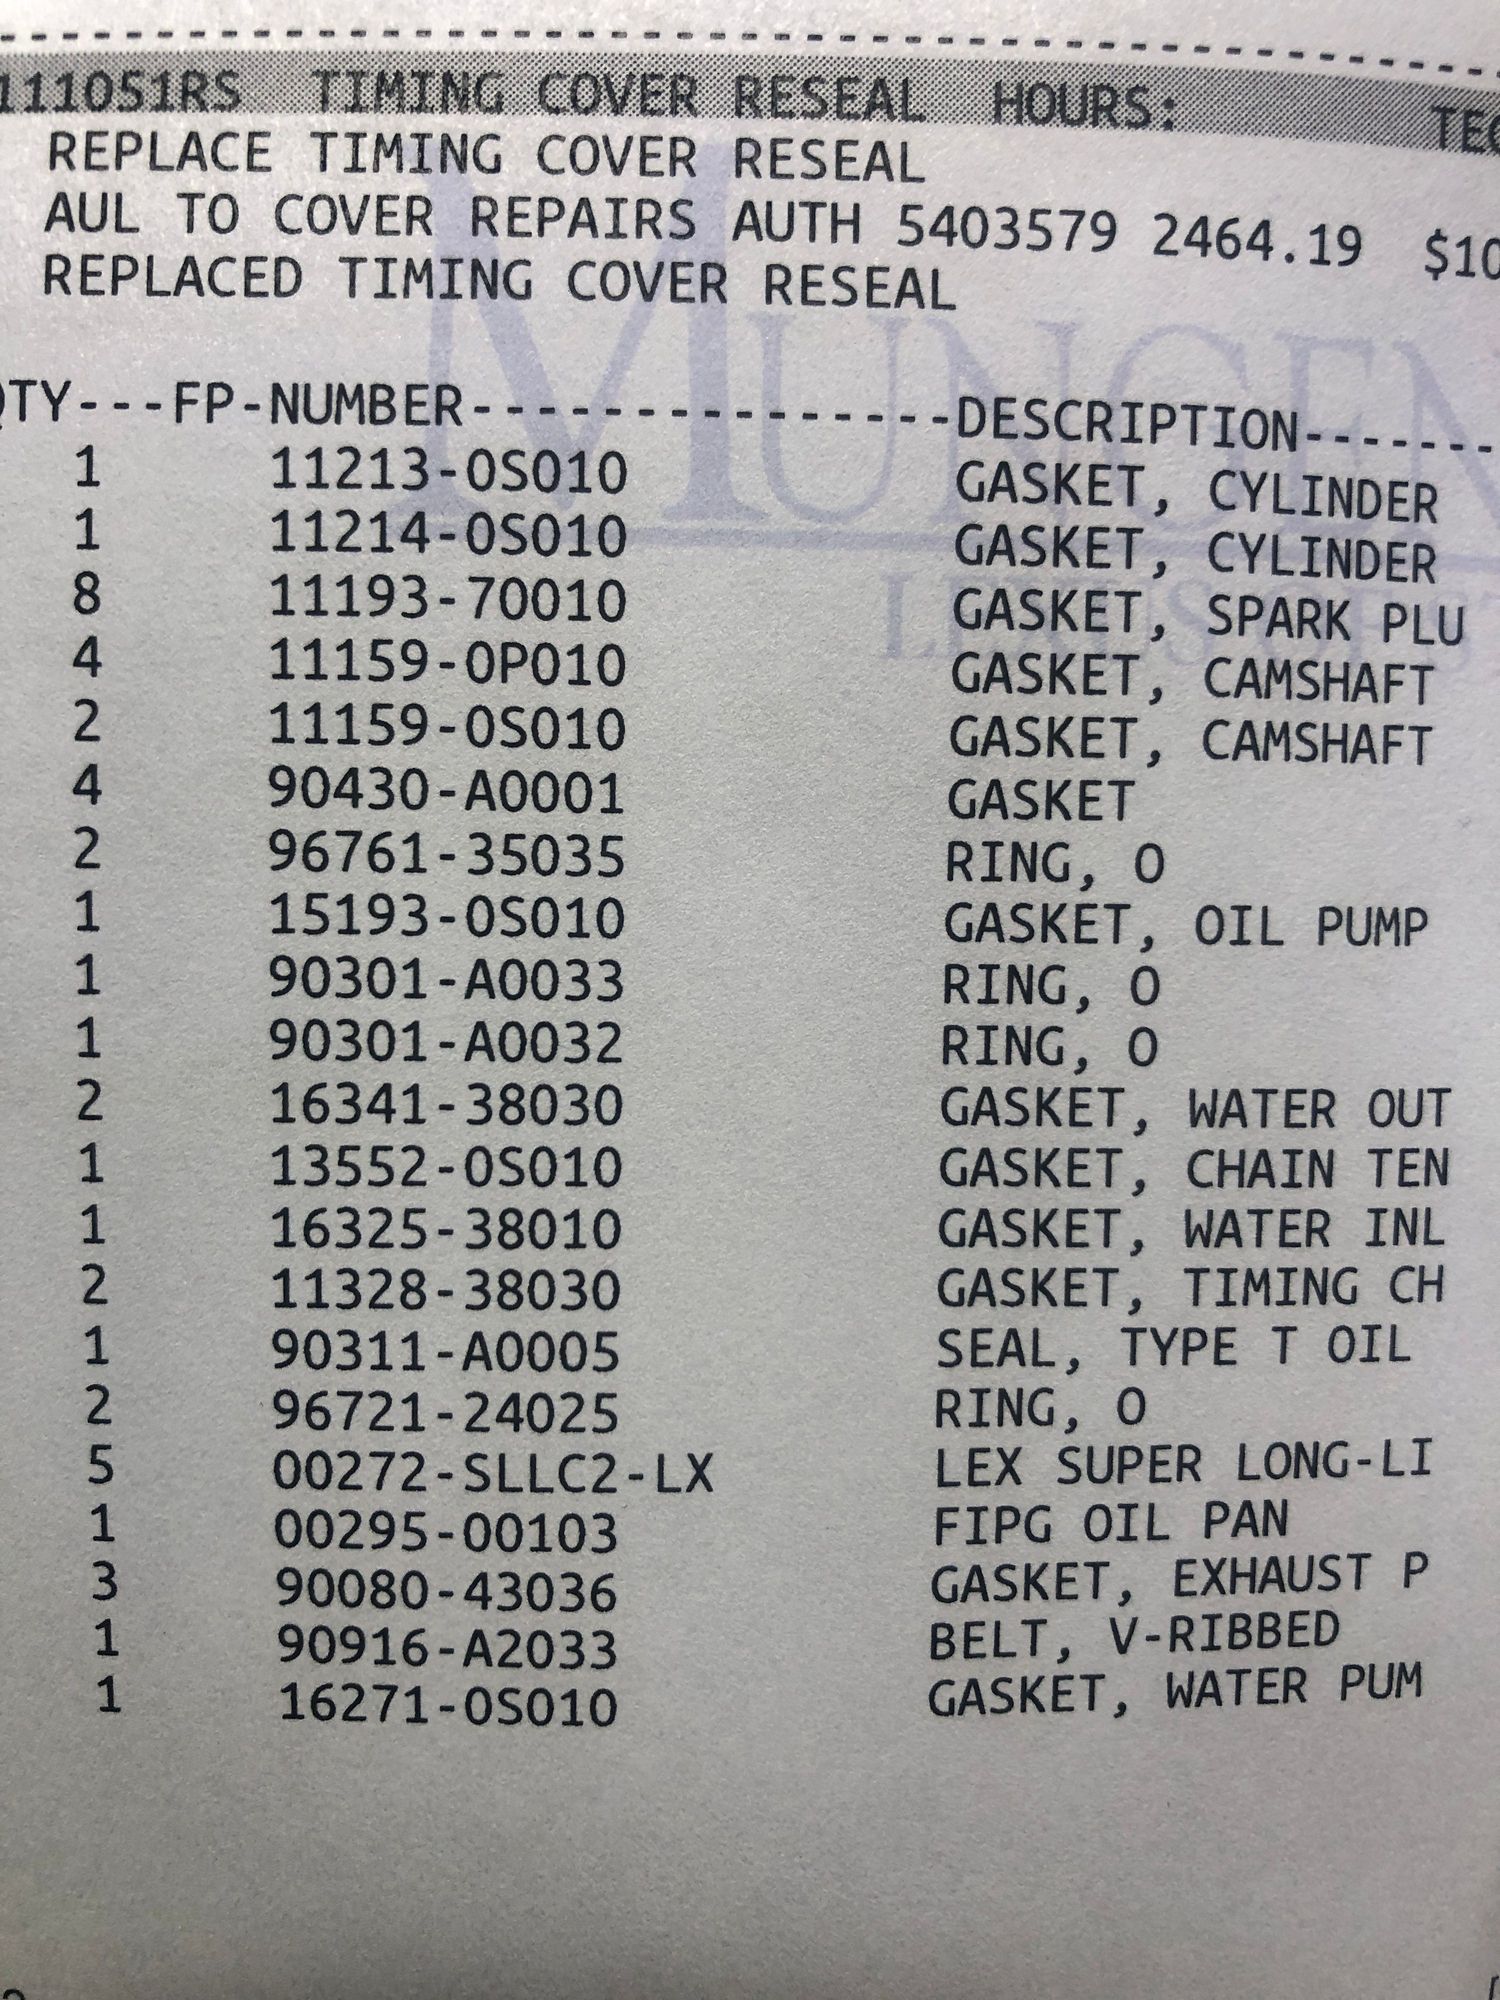 111051RS TIMING COVER RESEAL HOURS:
REPLACE TIMING COVER RESEAL
AUL TO COVER REPAIRS AUTH 5403579 2464.19 $10
REPLACED TIMING COVER RESEAL
QTY---FP-NUMBER---------------DESCRIPTION-------
1 11213-0S010 GASKET, CYLINDER
1 11214-0S010 GASKET, CYLINDER
8 11193-70010 GASKET, SPARK PLU
4 11159-0P010 GASKET, CAMSHAFT
2 11159-0S010 GASKET, CAMSHAFT
4 90430-A0001 GASKET
2 96761-35035 RING, O
1 15193-0S010 GASKET, OIL PUMP
1 90301-A0033 RING, O
1 90301-A0032 RING, O
2 16341-38030 GASKET, WATER OUT
1 13552-0S010 GASKET, CHAIN TEN
1 16325-38010 GASKET, WATER INL
2 11328-38030 GASKET, TIMING CH
1 90311-A0005 SEAL, TYPE T OIL
2 96721-24025 RING, O
5 00272-SLLC2-LX LEX SUPER LONG-LI
1 00295-00103 FIPG OIL PAN
3 90080-43036 GASKET, EXHAUST P
1 90916-A2033 BELT, V-RIBBED
1 16271-0S010 GASKET, WATER PUM